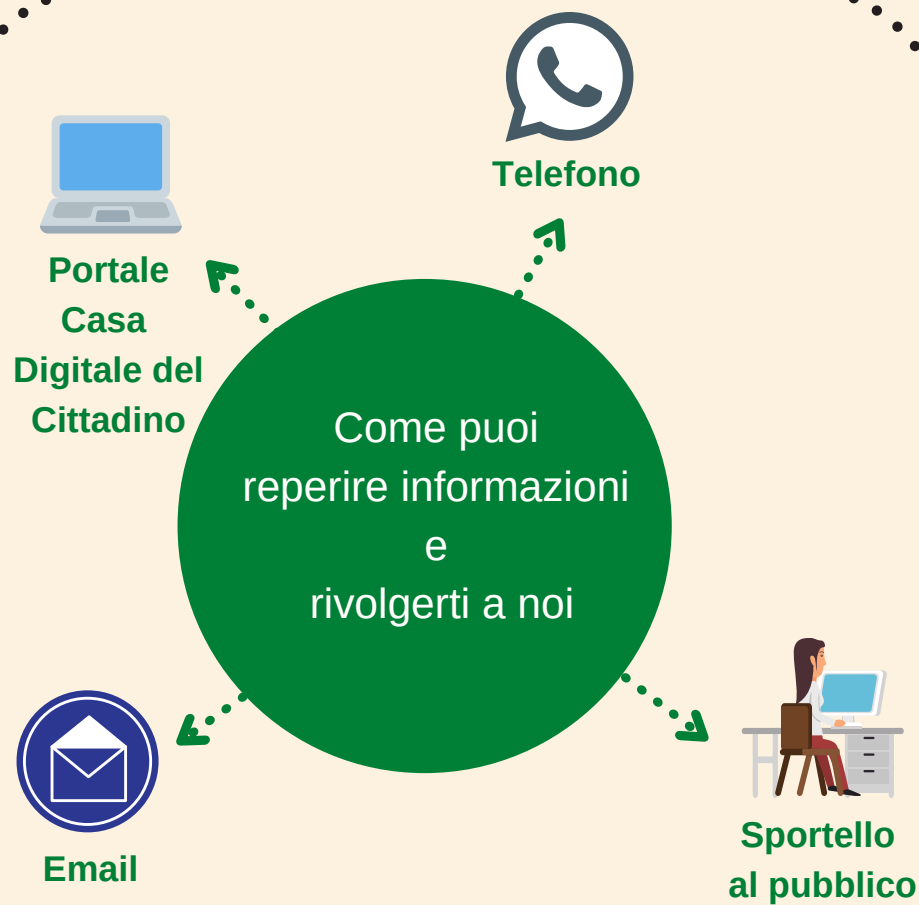 Telefono
Portale
Casa
Digitale del
Cittadino
Come puoi
reperire informazioni
e
rivolgerti a noi
Email
Sportello
al pubblico